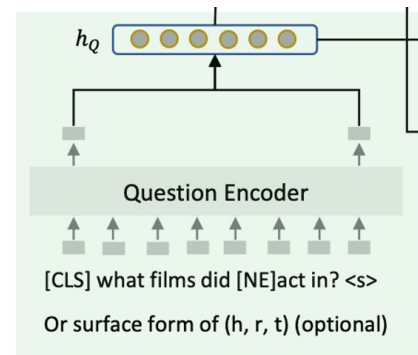 h_Q
Question Encoder
[CLS] what films did [NE]act in? <s>
Or surface form of (h, r, t) (optional)